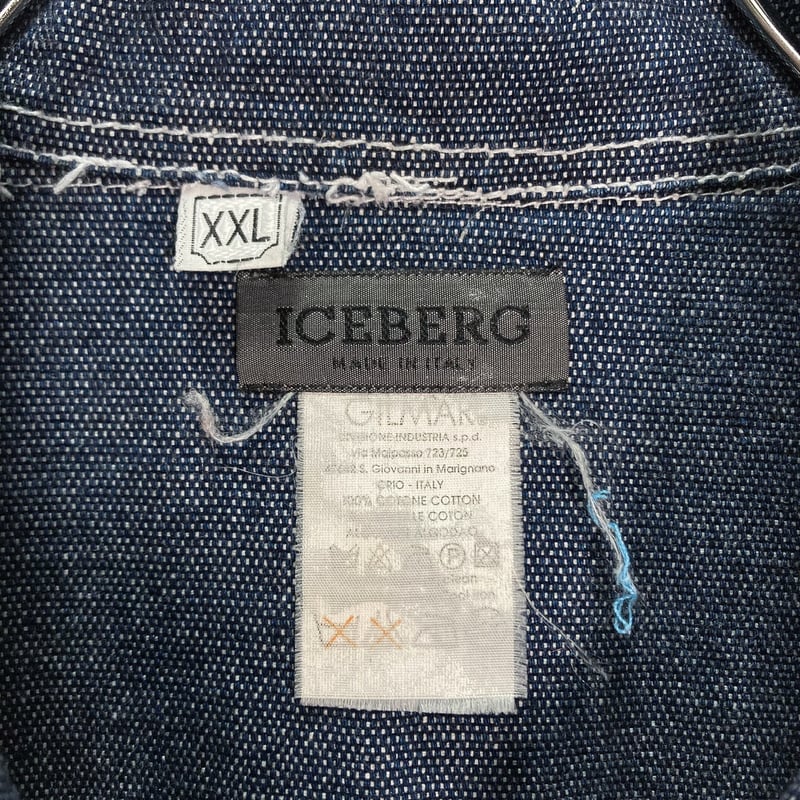 XXL
ICEBERG
MADE IN ITALY
GILMAR
DIVISIONE INDUSTRIA s.p.d.
via Malpasso 723/725
S. Giovanni in Marignano
ITALY
100% COTONE COTTON
COTON
P